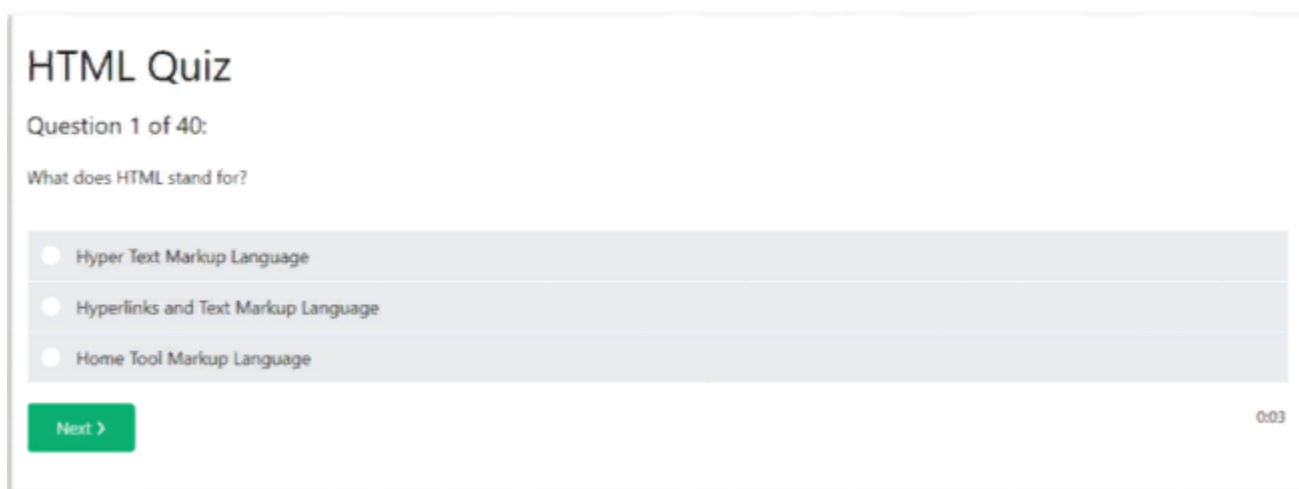 HTML Quiz
Question 1 of 40:
What does HTML stand for?
Hyper Text Markup Language
Hyperlinks and Text Markup Language
Home Tool Markup Language
Next >
0:03